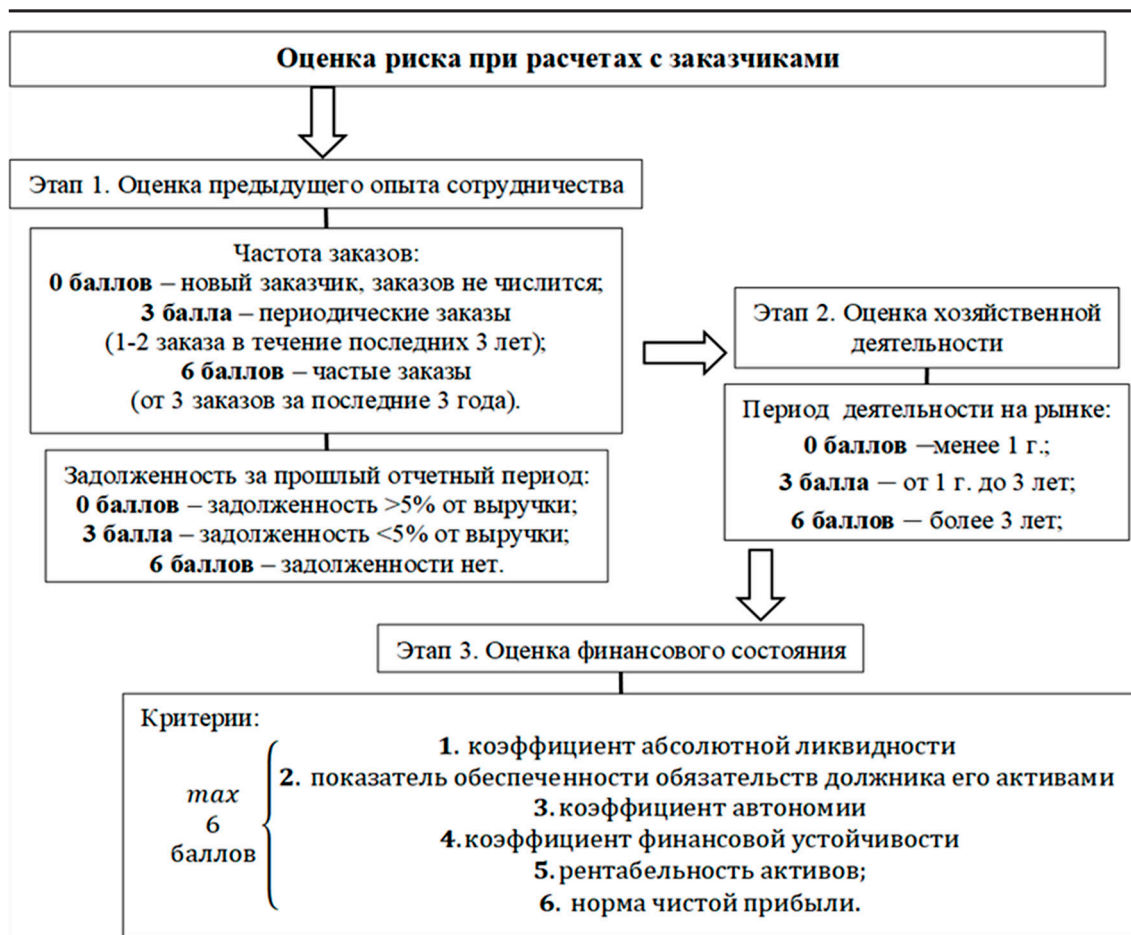 Оценка риска при расчетах с заказчиками
Этап 1. Оценка предыдущего опыта сотрудничества
Частота заказов:
0 баллов – новый заказчик, заказов не числится;
3 балла – периодические заказы
(1-2 заказа в течение последних 3 лет);
6 баллов – частые заказы
(от 3 заказов за последние 3 года).
Задолженность за прошлый отчетный период:
0 баллов – задолженность >5% от выручки;
3 балла – задолженность <5% от выручки;
6 баллов – задолженности нет.
Этап 2. Оценка хозяйственной
деятельности
Период деятельности на рынке:
0 баллов —менее 1 г.;
3 балла — от 1 г. до 3 лет;
6 баллов — более 3 лет;
Этап 3. Оценка финансового состояния
Критерии:
max
6
баллов
1. коэффициент абсолютной ликвидности
2. показатель обеспеченности обязательств должника его активами
3. коэффициент автономии
4. коэффициент финансовой устойчивости
5. рентабельность активов;
6. норма чистой прибыли.